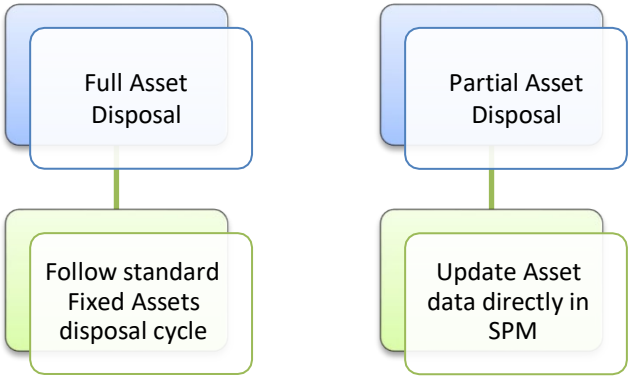 Full Asset
Disposal
Partial Asset
Disposal
Follow standard
Fixed Assets
disposal cycle
Update Asset
data directly in
SPM